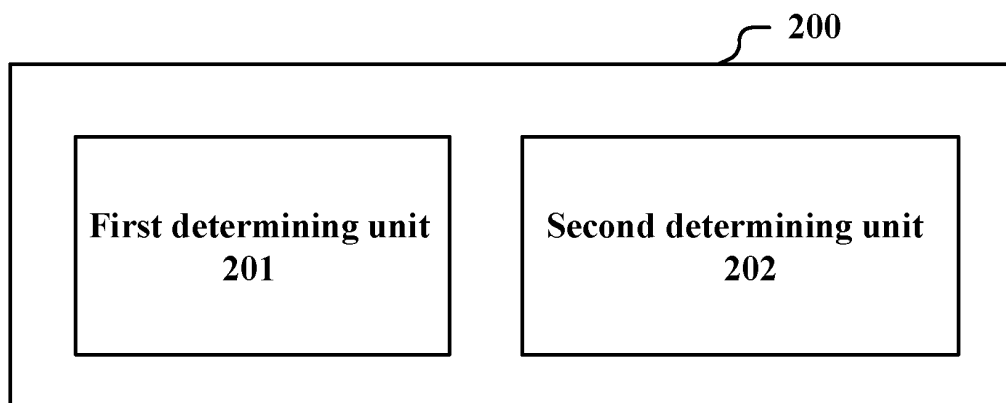 200
First determining unit
201
Second determining unit
202